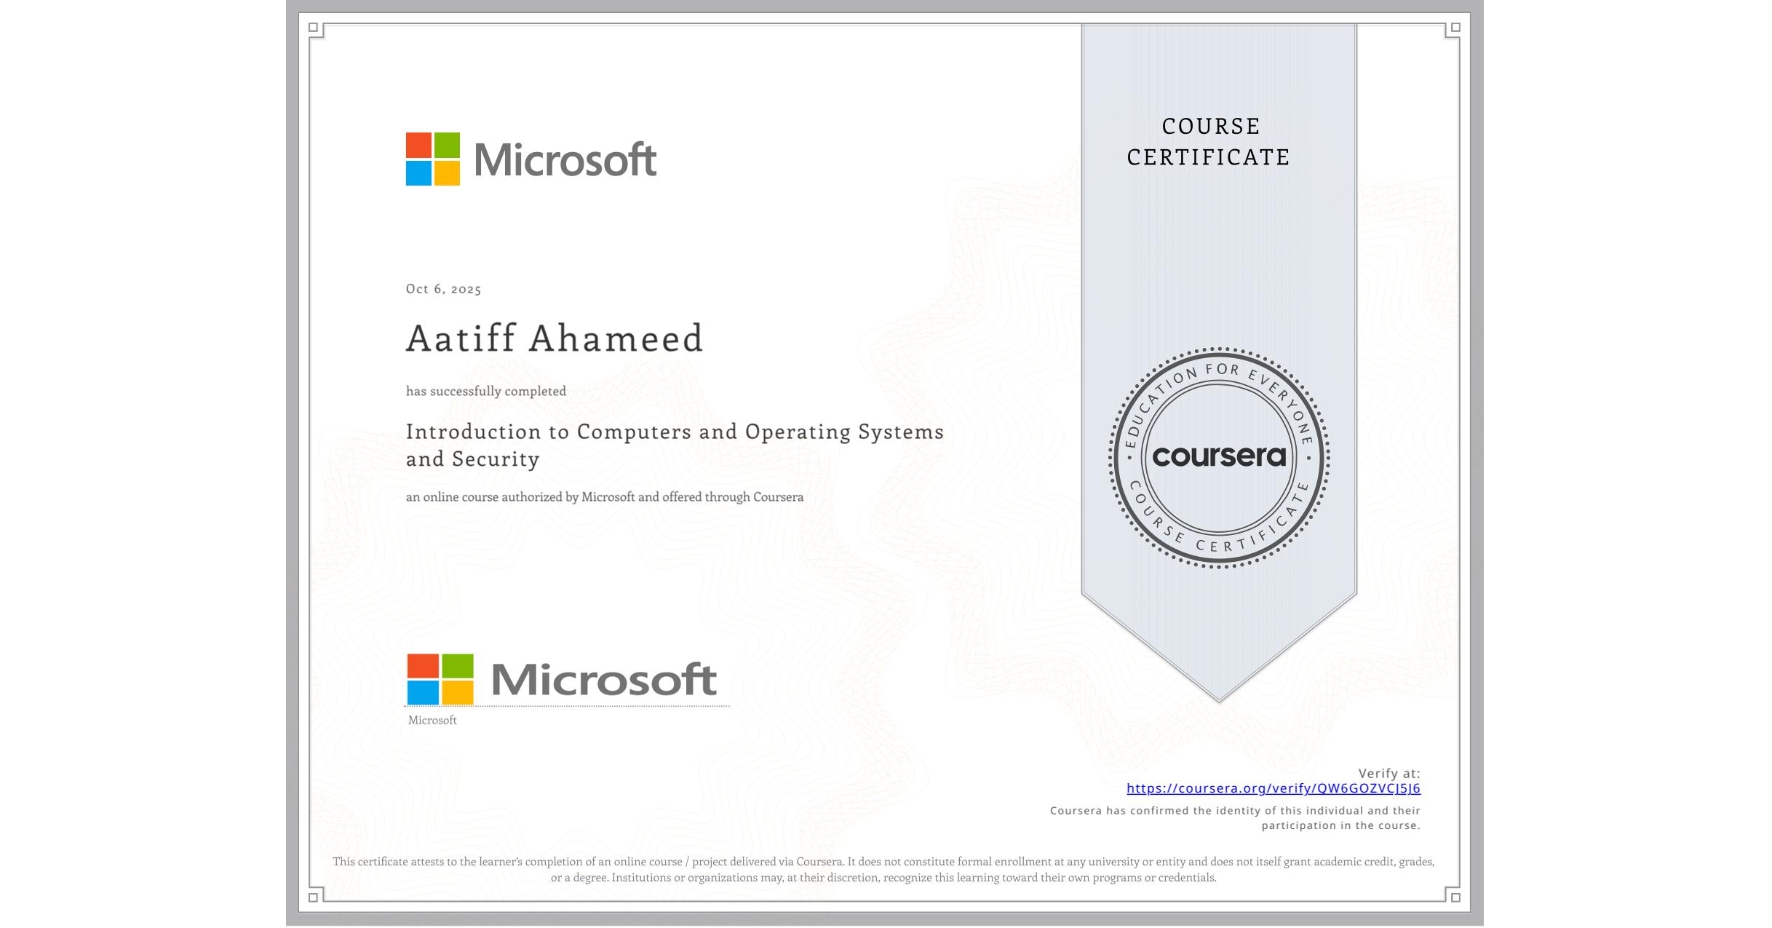 Microsoft
COURSE
CERTIFICATE
Oct 6, 2025
Aatiff Ahameed
has successfully completed
Introduction to Computers and Operating Systems
and Security
an online course authorized by Microsoft and offered through Coursera
EDUCATION FOR EVERYONE
coursera
COURSE CERTIFICATE
Microsoft
Microsoft
Verify at:
https://coursera.org/verify/QW6GOZVCJ5J6
Coursera has confirmed the identity of this individual and their
participation in the course.
This certificate attests to the learner's completion of an online course / project delivered via Coursera. It does not constitute formal enrollment at any university or entity and does not itself grant academic credit, grades,
or a degree. Institutions or organizations may, at their discretion, recognize this learning toward their own programs or credentials.